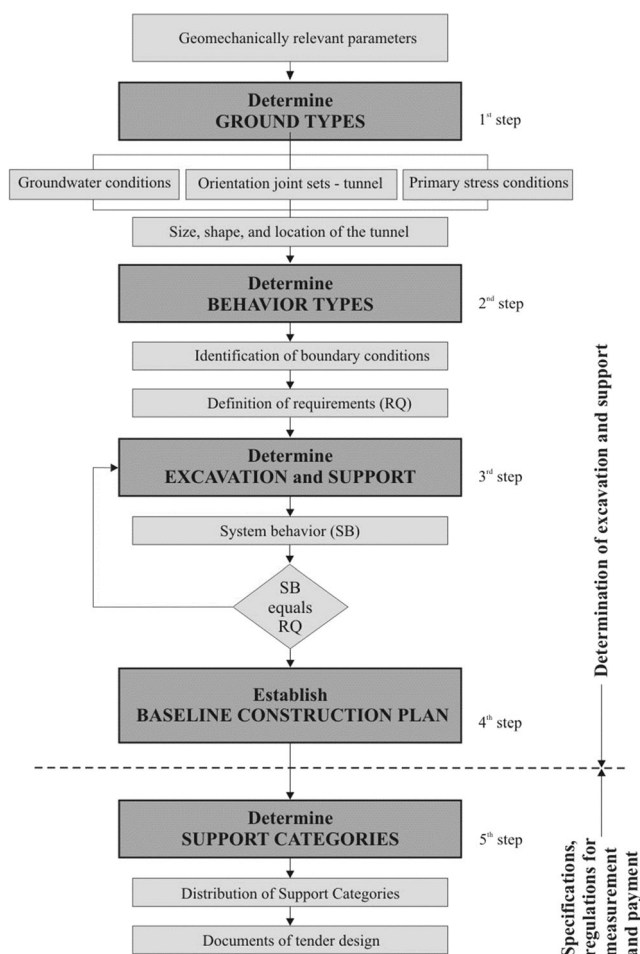 Geomechanically relevant parameters
Determine
GROUND TYPES
1st step
Groundwater conditions
Orientation joint sets - tunnel
Primary stress conditions
Size, shape, and location of the tunnel
Determine
BEHAVIOR TYPES
2nd step
Identification of boundary conditions
Definition of requirements (RQ)
Determine
EXCAVATION and SUPPORT
3rd step
System behavior (SB)
SB
equals
RQ
Establish
BASELINE CONSTRUCTION PLAN
4th step
Determination of excavation and support
Determine
SUPPORT CATEGORIES
5th step
Distribution of Support Categories
Documents of tender design
Specifications,
regulations for
measurement
and payment